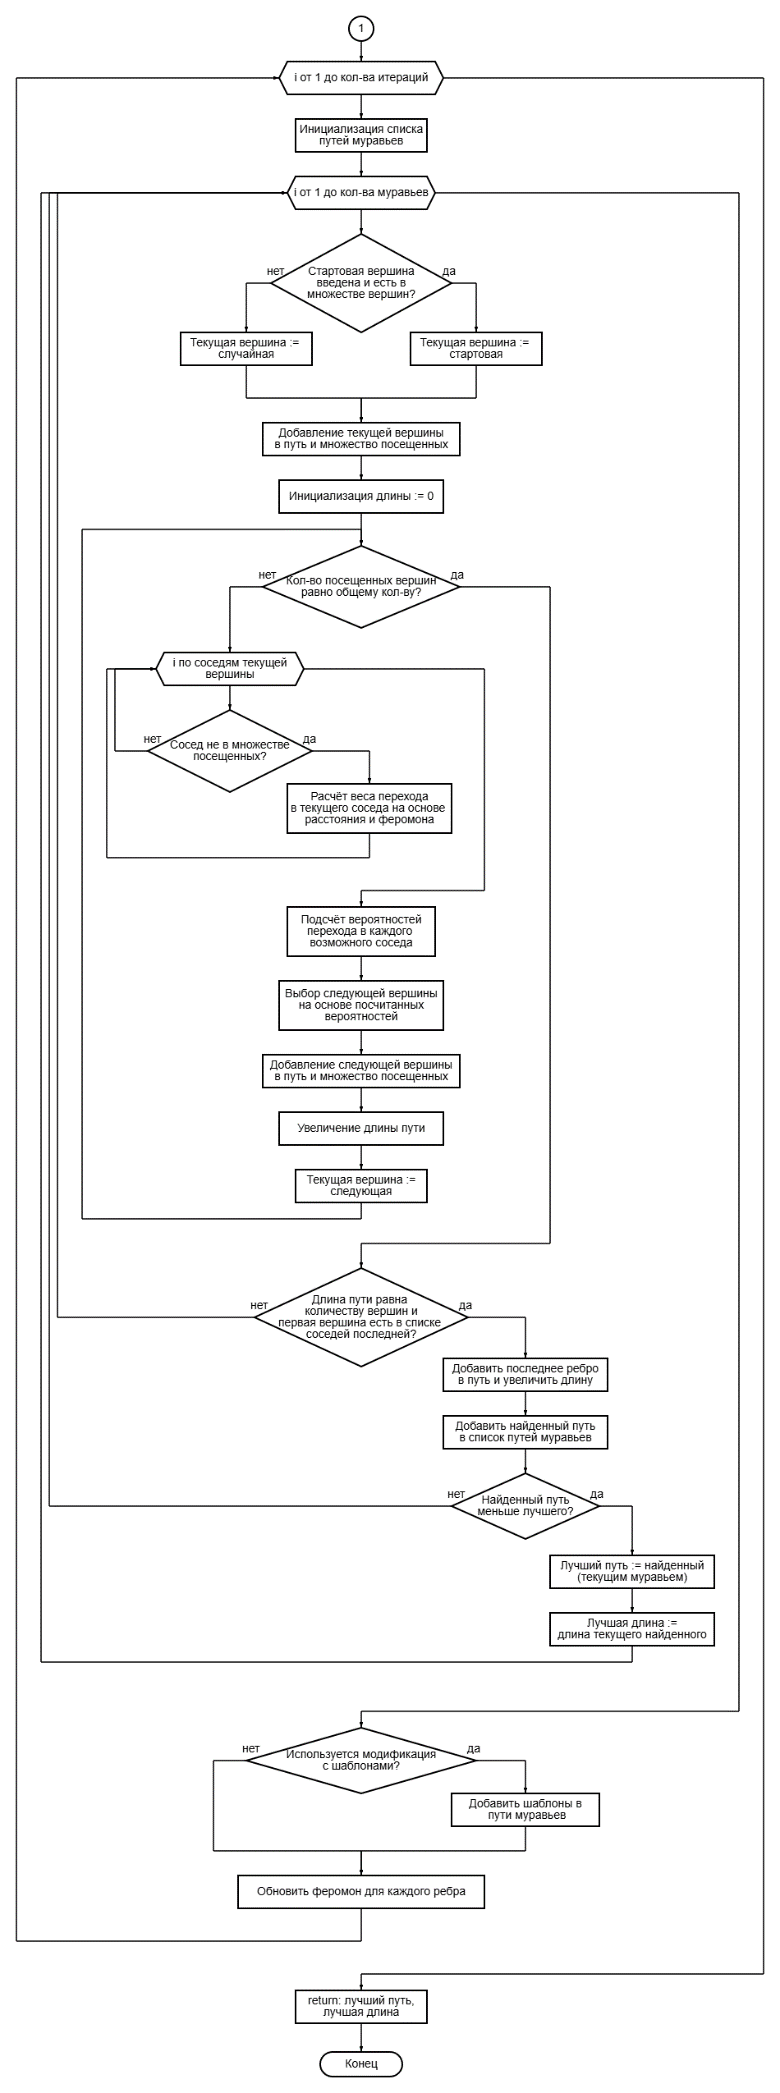 1
i от 1 до кол-ва итераций
Инициализация списка
путей муравьев
i от 1 до кол-ва муравьев
нет
да
Стартовая вершина
введена и есть в
множестве вершин?
Текущая вершина :=
случайная
Текущая вершина :=
стартовая
Добавление текущей вершины
в путь и множество посещенных
Инициализация длины := 0
нет
да
Кол-во посещенных вершин
равно общему кол-ву?
i по соседям текущей
вершины
нет
да
Сосед не в множестве
посещенных?
Расчёт веса перехода
в текущего соседа на основе
расстояния и феромона
Подсчёт вероятностей
перехода в каждого
возможного соседа
Выбор следующей вершины
на основе посчитанных
вероятностей
Добавление следующей вершины
в путь и множество посещенных
Увеличение длины пути
Текущая вершина :=
следующая
нет
да
Длина пути равна
количеству вершин и
первая вершина есть в списке
соседей последней?
Добавить последнее ребро
в путь и увеличить длину
Добавить найденный путь
в список путей муравьев
нет
да
Найденный путь
меньше лучшего?
Лучший путь := найденный
(текущим муравьем)
Лучшая длина :=
длина текущего найденного
нет
да
Используется модификация
с шаблонами?
Добавить шаблоны в
пути муравьев
Обновить феромон для каждого ребра
return: лучший путь,
лучшая длина
Конец